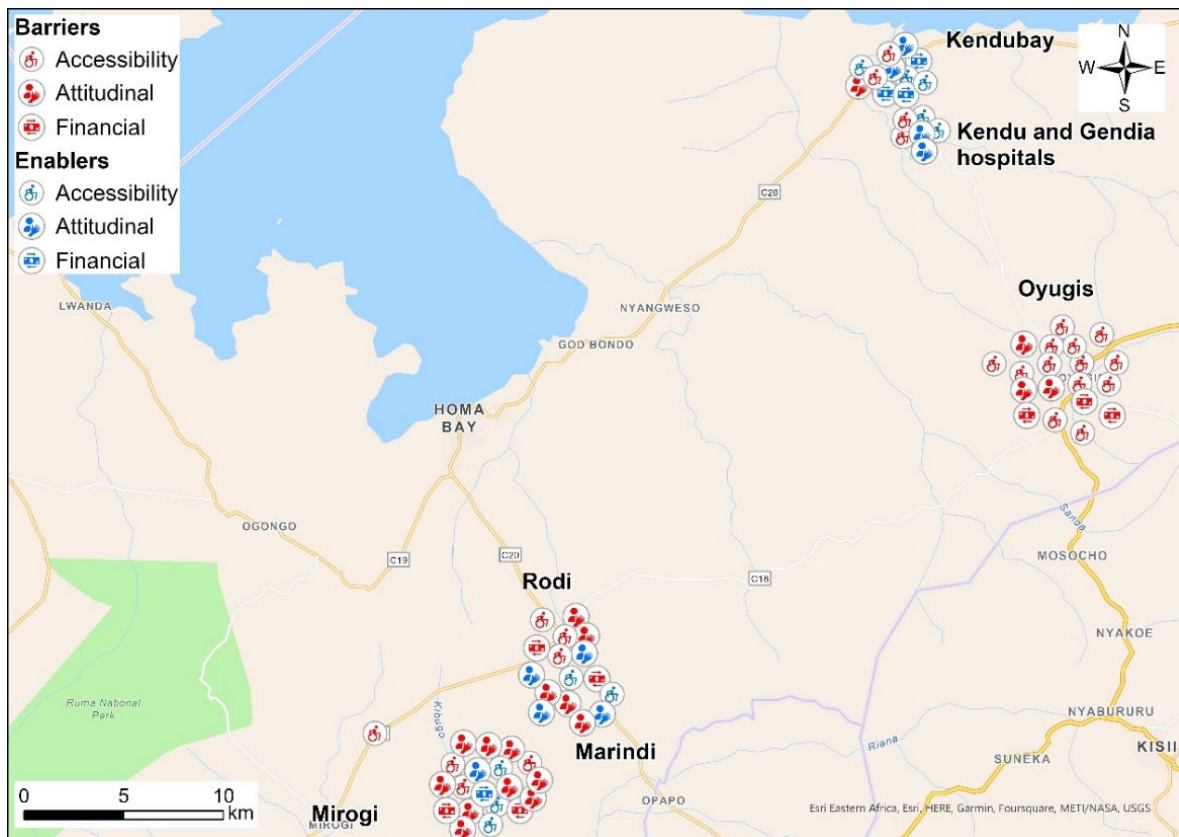 Barriers
Accessibility
Attitudinal
Financial
Enablers
Accessibility
Attitudinal
Financial
Kendubay
N
W
E
S
Kendu and Gendia
hospitals
C20
LWANDA
NYANGWESO
Oyugis
GOD BONDO
HOMA
BAY
Sanda
OGONGO
C19
C20
C18
MOSOCHO
Rodi
NYAKOE
Ruma National
Park
Kibugo
NYABURURU
Riana
KISII
SUNEKA
Marindi
0 5 10
km
Mirogi
MIROGI
OPAPO
Esri Eastern Africa, Esri, HERE, Garmin, Foursquare, METI/NASA, USGS